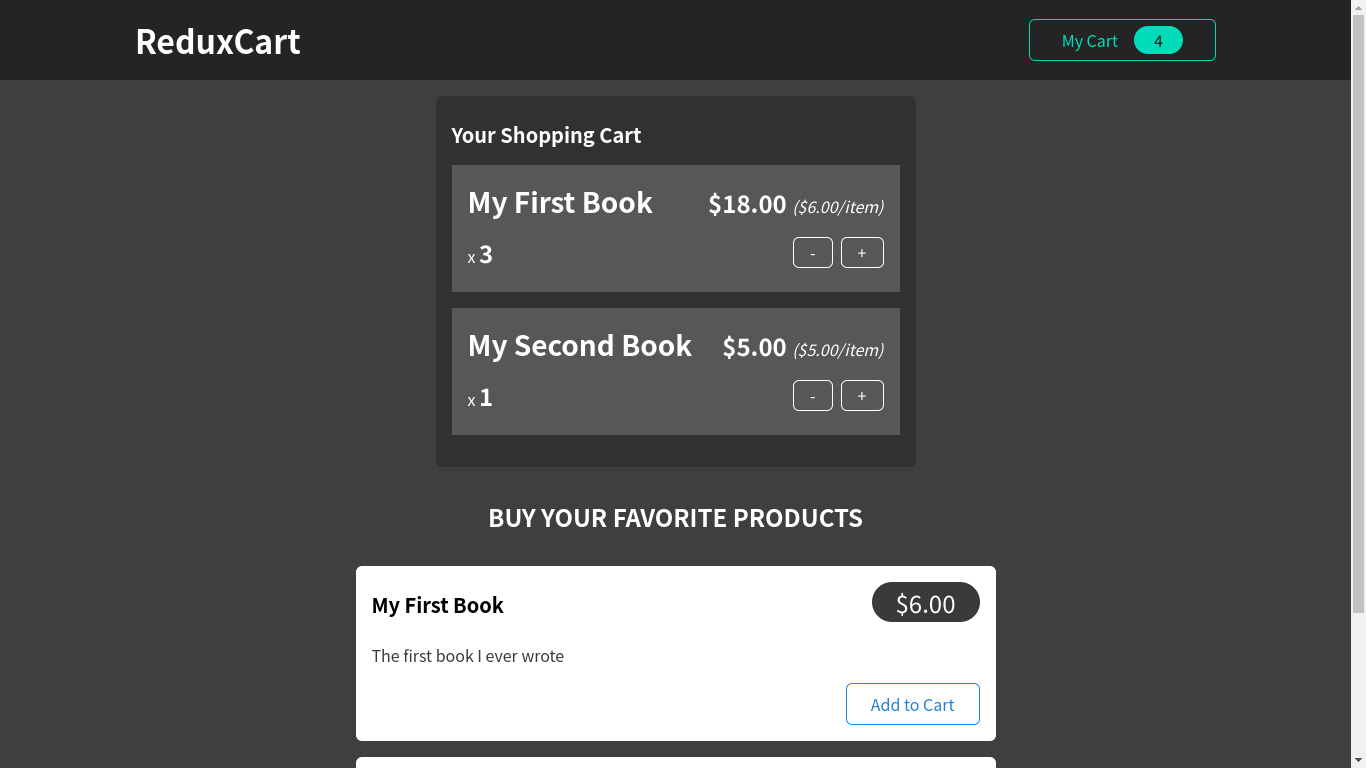 ReduxCart
My Cart 4
Your Shopping Cart
My First Book $18.00 ($6.00/item)
x 3 - +
My Second Book $5.00 ($5.00/item)
x 1 - +
BUY YOUR FAVORITE PRODUCTS
My First Book $6.00
The first book I ever wrote
Add to Cart